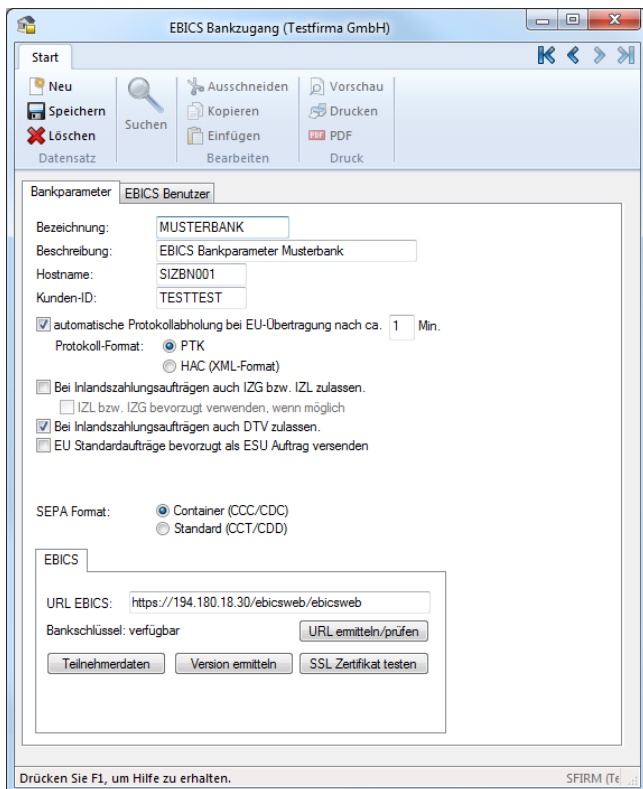 EBICS Bankzugang (Testfirma GmbH)
Start
Neu
Speichern
Löschen
Datensatz
Suchen
Ausschneiden
Kopieren
Einfügen
Bearbeiten
Vorschau
Drucken
PDF PDF
Druck
Bankparameter EBICS Benutzer
Bezeichnung: MUSTERBANK
Beschreibung: EBICS Bankparameter Musterbank
Hostname: SIZBN001
Kunden-ID: TESTTEST
automatische Protokollabholung bei EU-Übertragung nach ca. 1 Min.
Protokoll-Format: PTK
HAC (XML-Format)
Bei Inlandszahlungsaufträgen auch IZG bzw. IZL zulassen.
IZL bzw. IZG bevorzugt verwenden, wenn möglich
Bei Inlandszahlungsaufträgen auch DTV zulassen.
EU Standardaufträge bevorzugt als ESU Auftrag versenden
SEPA Format: Container (CCC/CDC)
Standard (CCT/CDD)
EBICS
URL EBICS: https://194.180.18.30/ebicsweb/ebicsweb
Bankschlüssel: verfügbar URL ermitteln/prüfen
Teilnehmerdaten Version ermitteln SSL Zertifikat testen
Drücken Sie F1, um Hilfe zu erhalten. SFIRM (Te